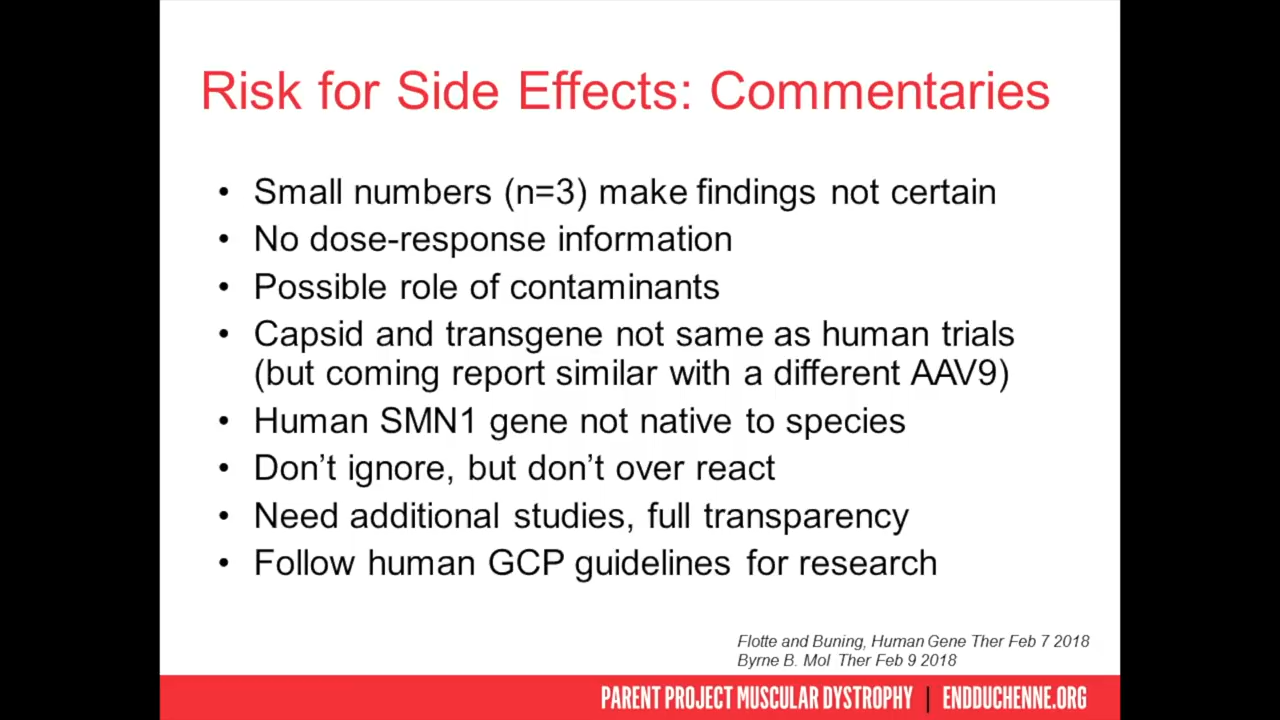 Risk for Side Effects: Commentaries
• Small numbers (n=3) make findings not certain
• No dose-response information
• Possible role of contaminants
• Capsid and transgene not same as human trials
(but coming report similar with a different AAV9)
• Human SMN1 gene not native to species
• Don't ignore, but don't over react
• Need additional studies, full transparency
• Follow human GCP guidelines for research
Flotte and Buning, Human Gene Ther Feb 7 2018
Byrne B. Mol Ther Feb 9 2018
PARENT PROJECT MUSCULAR DYSTROPHY | ENDDUCHENNE.ORG